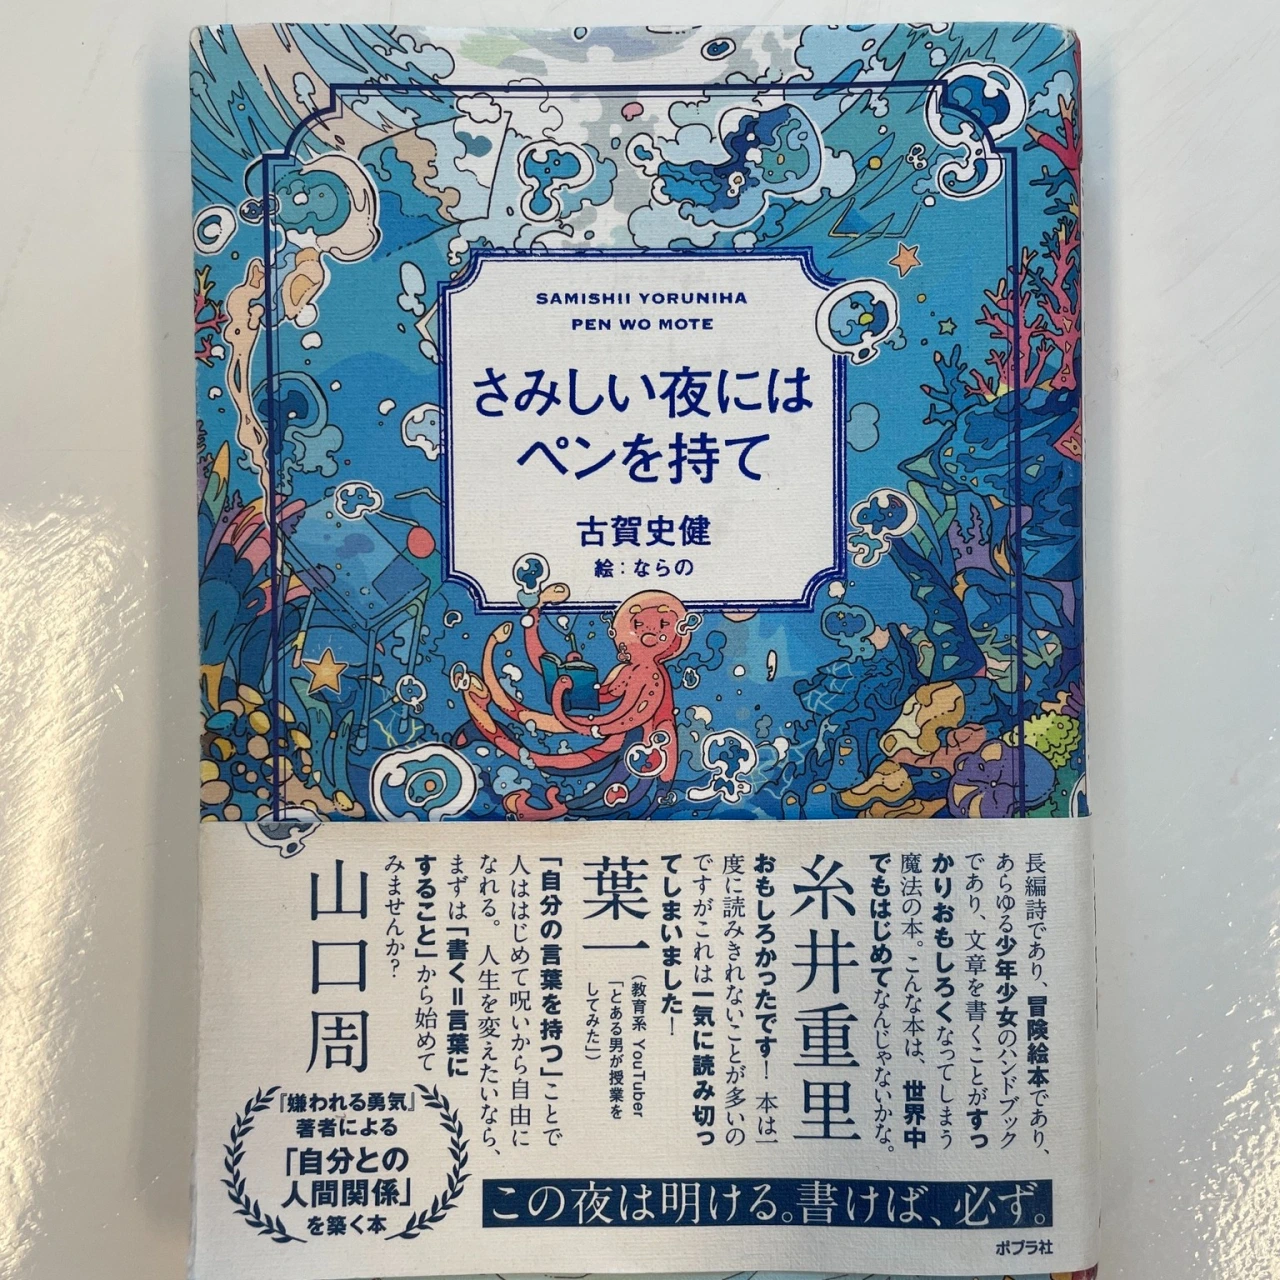 SAMISHII YORUNIHA
PEN WO MOTE
さみしい夜には
ペンを持て
古賀史健
絵:ならの
長編詩であり、冒険絵本であり、
あらゆる少年少女のハンドブック
であり、文章を書くことがすっ
かりおもしろくなってしまう
魔法の本。こんな本は、世界中
でもはじめてなんじゃないかな。
糸井重里
おもしろかったです! 本は一
度に読みきれないことが多いの
ですがこれは一気に読み切っ
てしまいました!
葉一
(教育系 YouTuber
「とある男が授業を
してみた」)
「自分の言葉を持つ」ことで
人ははじめて呪いから自由に
なれる。人生を変えたいなら、
まずは「書く=言葉に
すること」から始めて
みませんか?
山口周
『嫌われる勇気』
著者による
「自分との
人間関係」
を築く本
この夜は明ける。書けば、必ず。
ポプラ社